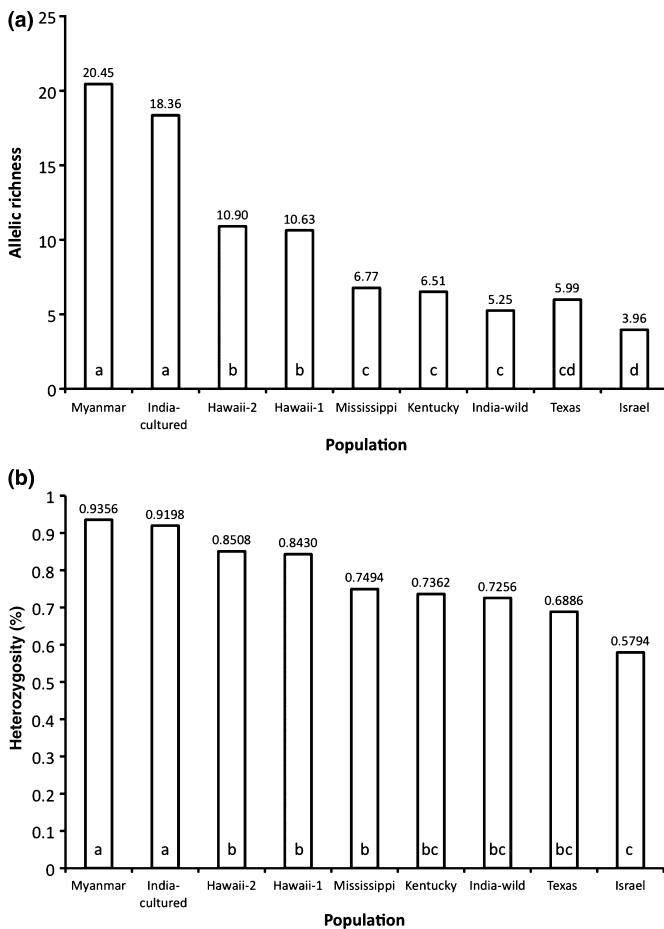 (a)
25
20
15
10
5
0
Allelic richness
20.45
18.36
10.90
10.63
6.77
6.51
5.25
5.99
3.96
a
a
b
b
c
c
c
cd
d
Myanmar
India-
cultured
Hawaii-2
Hawaii-1
Mississippi
Kentucky
India-wild
Texas
Israel
Population
(b)
1
0.9
0.8
0.7
0.6
0.5
0.4
0.3
0.2
0.1
0
Heterozygosity (%)
0.9356
0.9198
0.8508
0.8430
0.7494
0.7362
0.7256
0.6886
0.5794
a
a
b
b
b
bc
bc
bc
c
Myanmar
India-
cultured
Hawaii-2
Hawaii-1
Mississippi
Kentucky
India-wild
Texas
Israel
Population